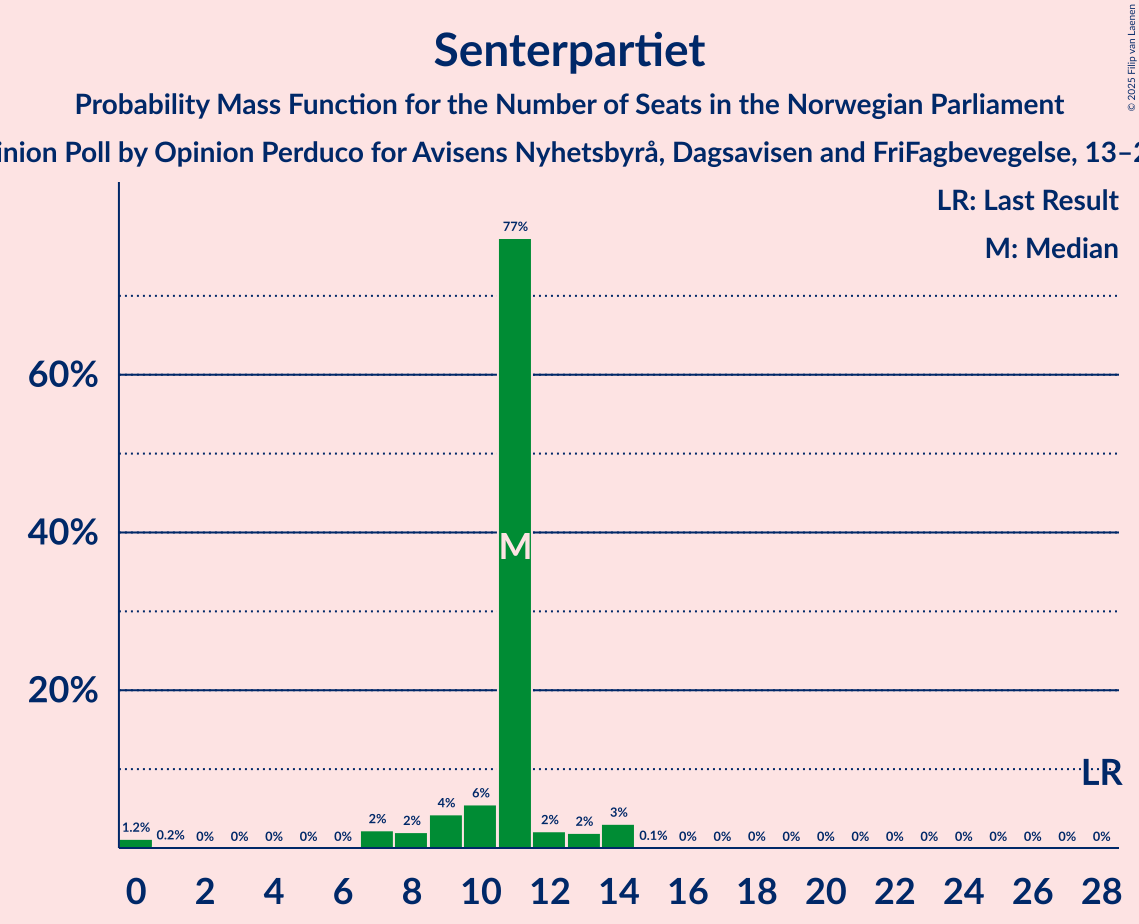 Senterpartiet
Probability Mass Function for the Number of Seats in the Norwegian Parliament
Poll by Opinion Perduco for Avisens Nyhetsbyrå, Dagsavisen and FriFagbevegelse,
© 2025 Filip van Laenen
LR: Last Result
M: Median
77%
60%
40%
M
20%
LR
1.2% 0.2% 0% 0% 0% 0% 0% 2% 2% 4% 6% 2% 2% 3% 0.1% 0% 0% 0% 0% 0% 0% 0% 0% 0% 0% 0% 0% 0%
0 2 4 6 8 10 12 14 16 18 20 22 24 26 28